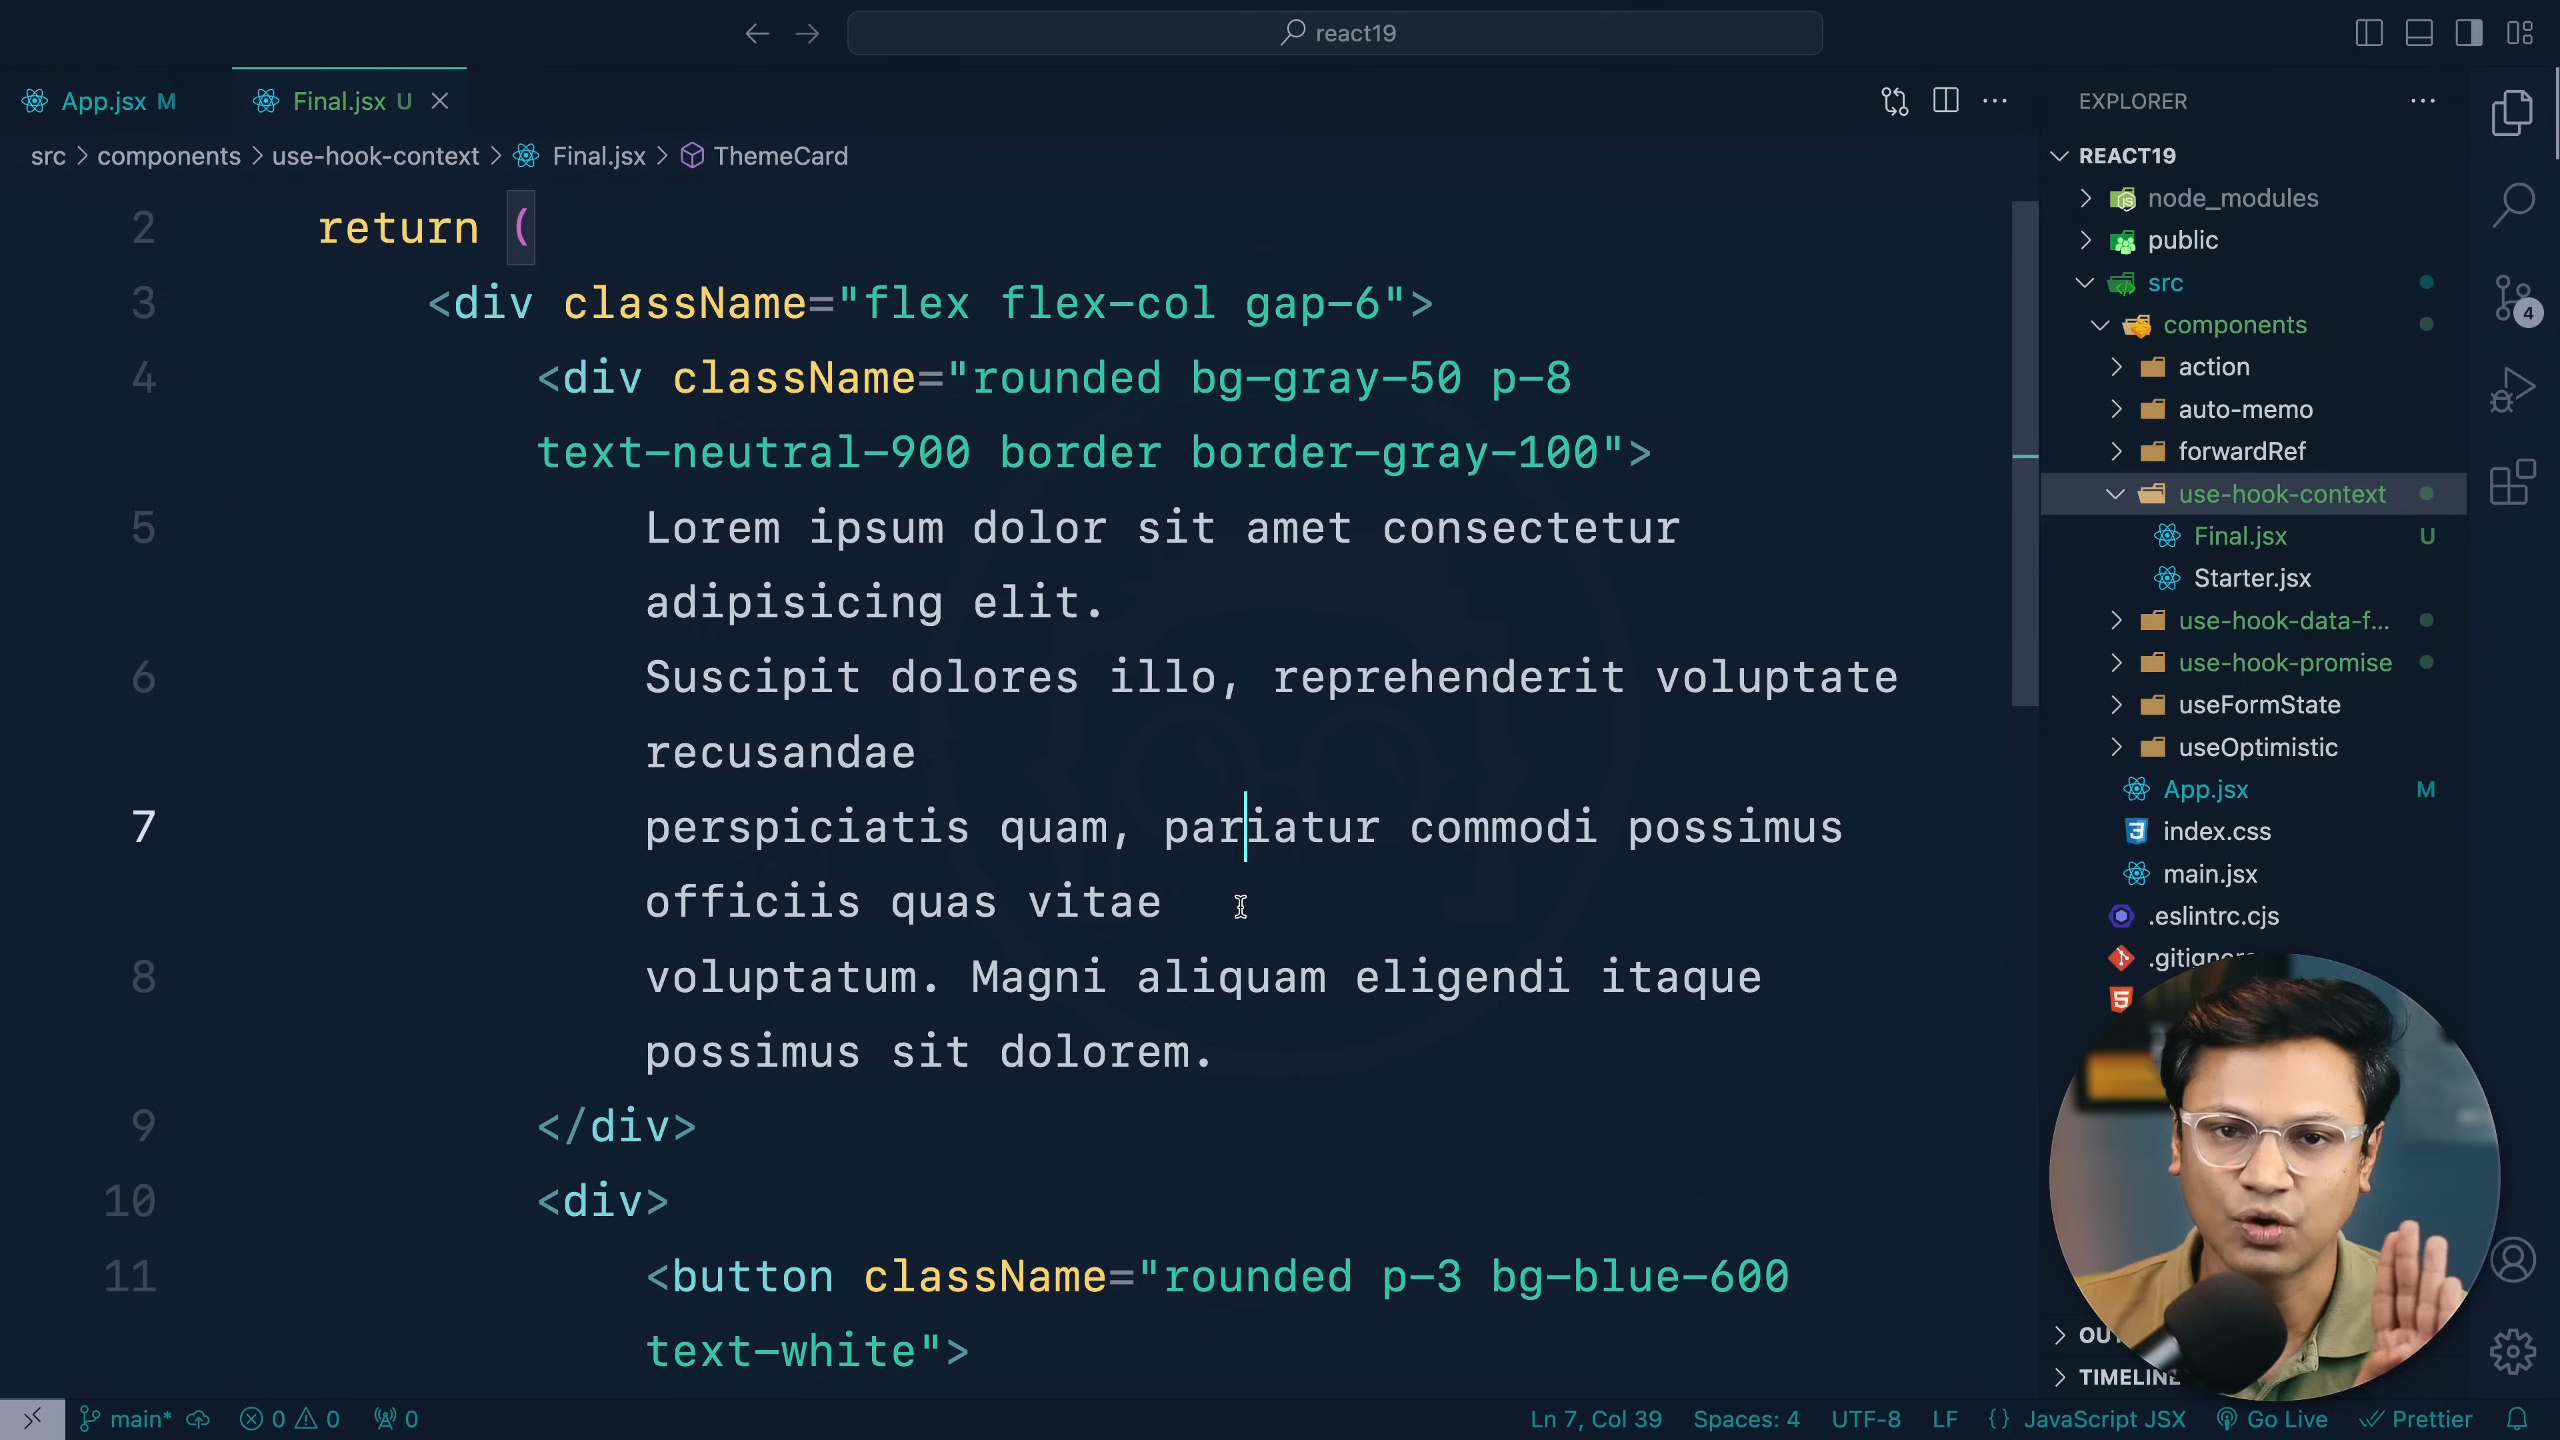 react19
App.jsx M
Final.jsx U
EXPLORER
src > components > use-hook-context > Final.jsx > ThemeCard
2 return (
3 <div className="flex flex-col gap-6">
4 <div className="rounded bg-gray-50 p-8
text-neutral-900 border border-gray-100">
5 Lorem ipsum dolor sit amet consectetur
adipisicing elit.
6 Suscipit dolores illo, reprehenderit voluptate
recusandae
7 perspiciatis quam, pariatur commodi possimus
officiis quas vitae
8 voluptatum. Magni aliquam eligendi itaque
possimus sit dolorem.
9 </div>
10 <div>
11 <button className="rounded p-3 bg-blue-600
text-white">
REACT19
node_modules
public
src
components
action
auto-memo
forwardRef
use-hook-context
Final.jsx U
Starter.jsx
use-hook-data-f...
use-hook-promise
useFormState
useOptimistic
App.jsx M
index.css
main.jsx
.eslintrc.cjs
4
TIMELINE
main* 0 0 0
Ln 7, Col 39 Spaces: 4 UTF-8 LF {} JavaScript JSX Go Live Prettier